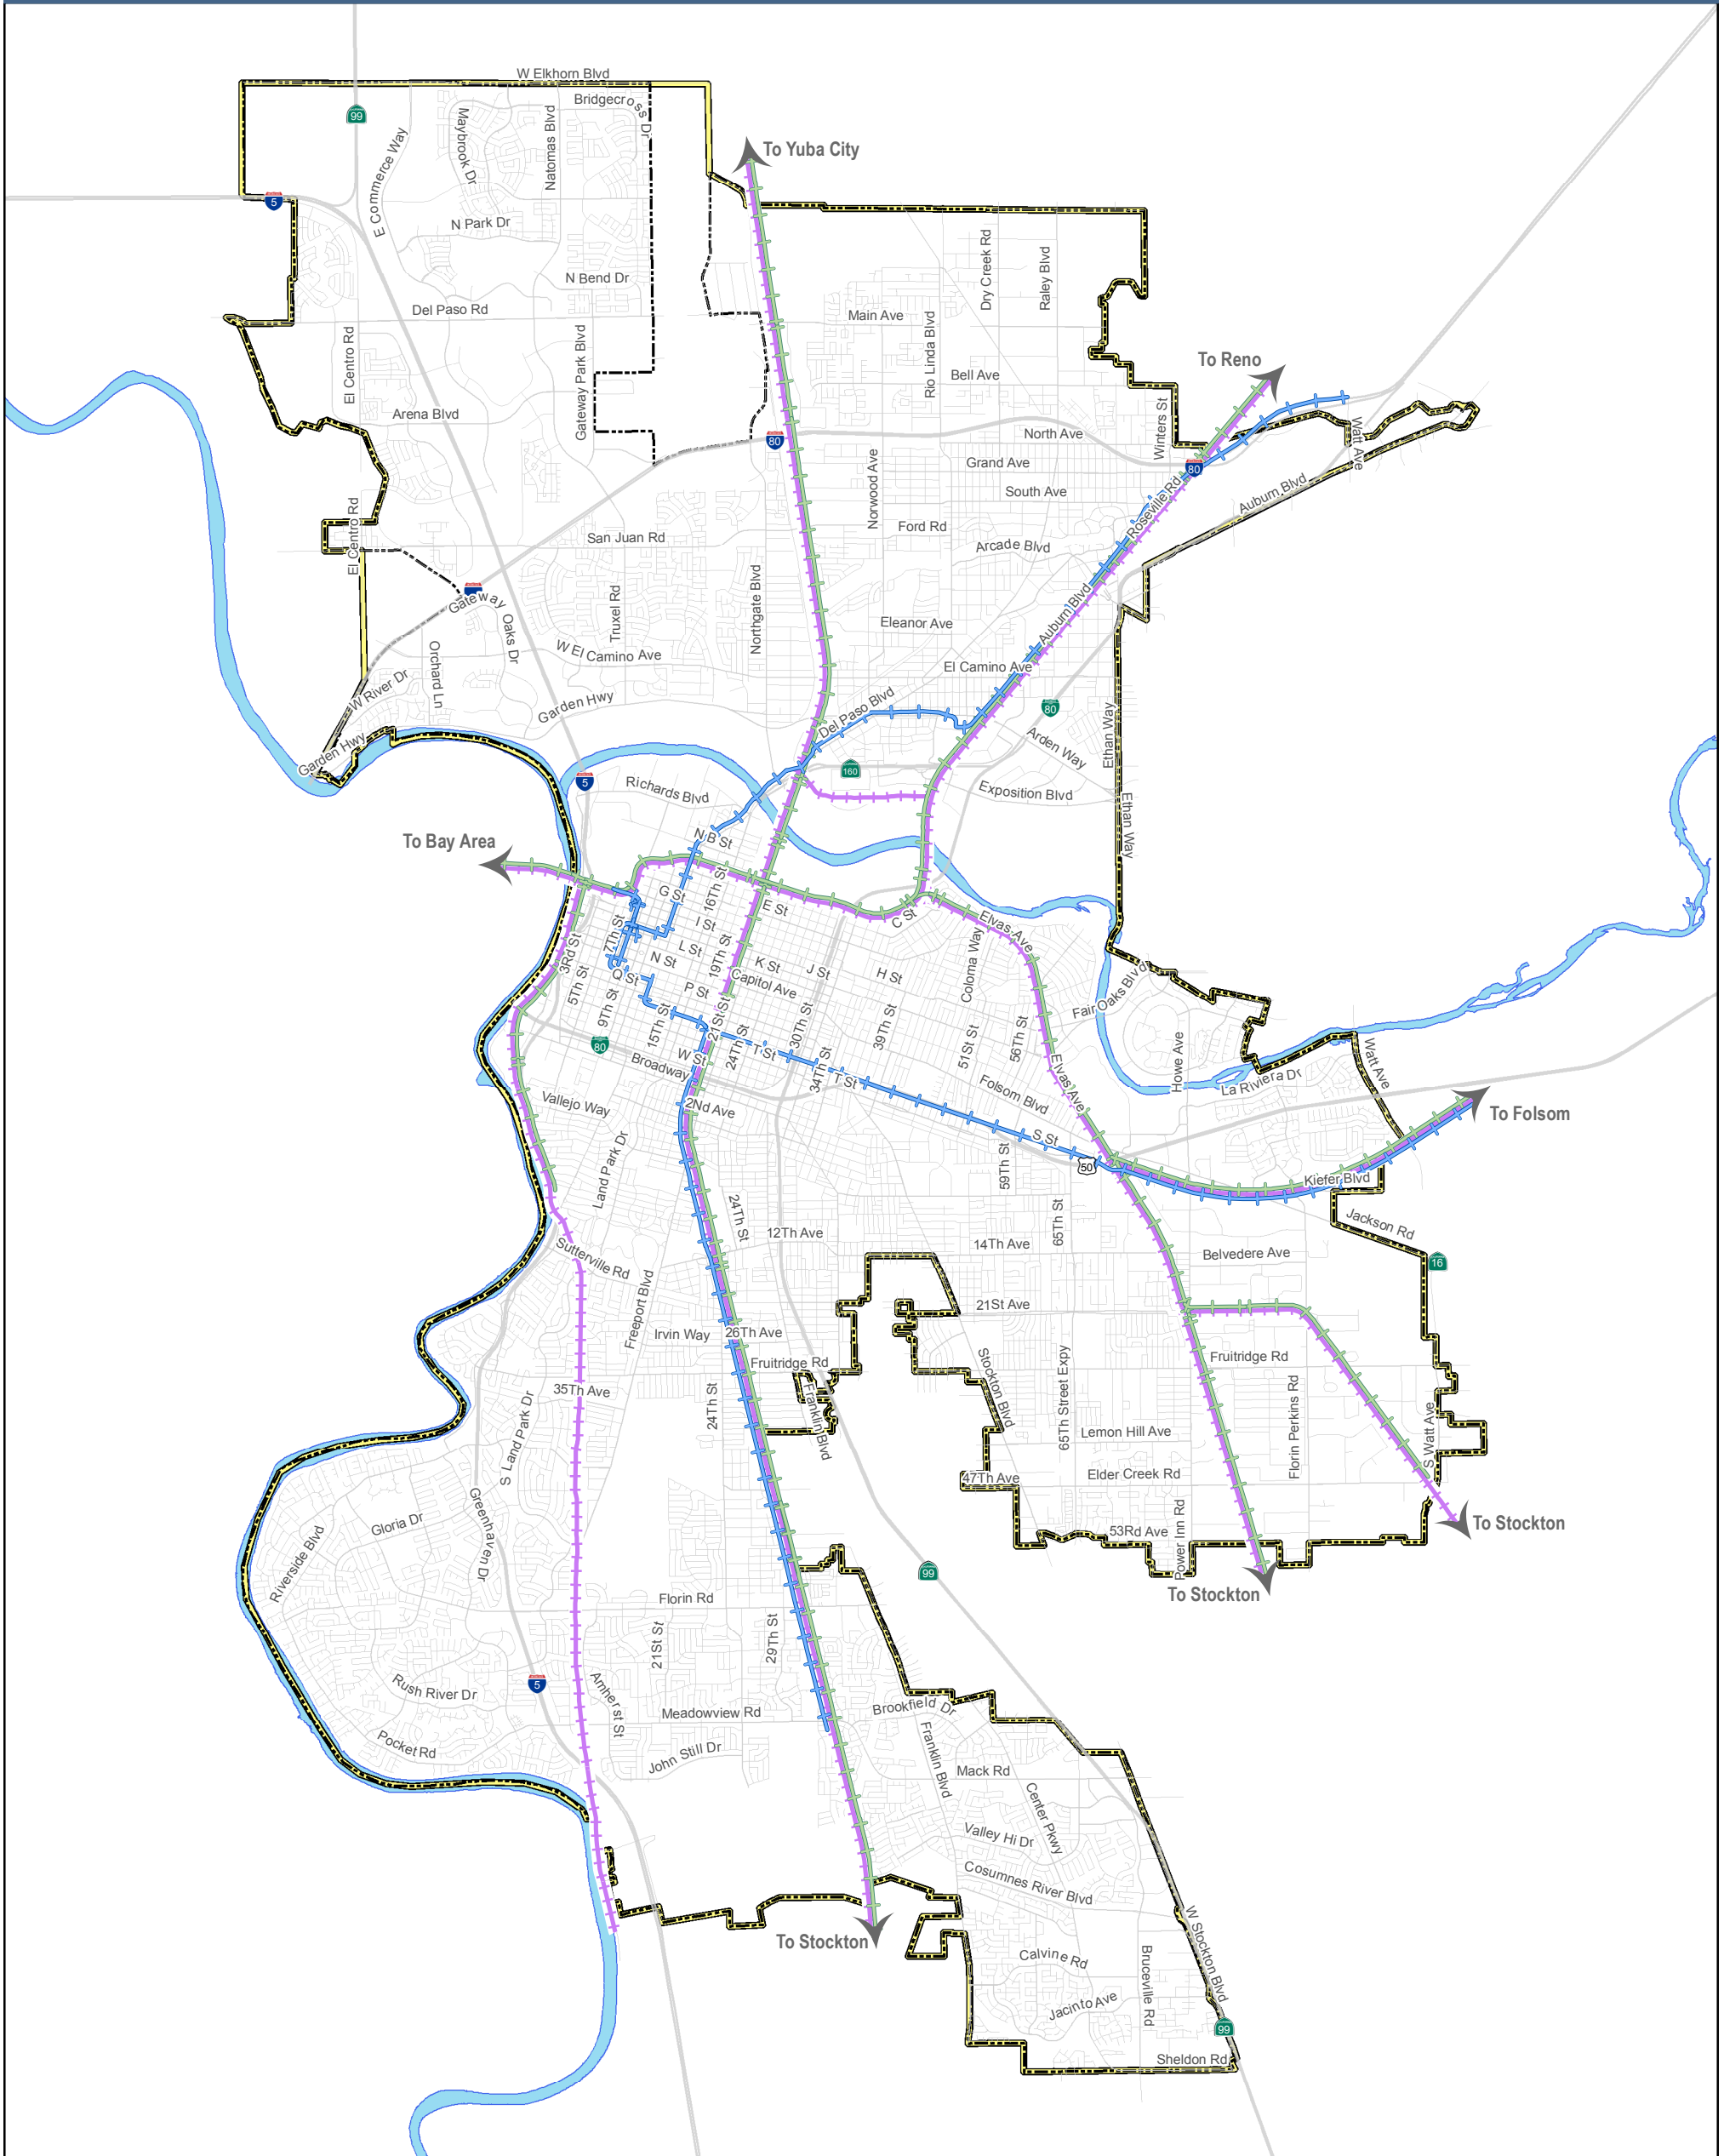 W Elkhorn Blvd
Bridgecross Dr
99
Maybrook Dr
Natomas Blvd
E Commerce Way
To Yuba City
5
N Park Dr
Dry Creek Rd
Raley Blvd
N Bend Dr
Del Paso Rd
Main Ave
El Centro Rd
Gateway Park Blvd
Rio Linda Blvd
To Reno
Bell Ave
Arena Blvd
Winters St
North Ave
Watt Ave
80
Grand Ave
80
Norwood Ave
South Ave
Roseville Rd
Auburn Blvd
El Centro Rd
Ford Rd
San Juan Rd
Arcade Blvd
Gateway Oaks Dr
Truxel Rd
Northgate Blvd
Eleanor Ave
Auburn Blvd
Orchard Ln
W El Camino Ave
El Camino Ave
W River Dr
Garden Hwy
Del Paso Blvd
80
Ethan Way
Arden Way
Garden Hwy
160
5
Richards Blvd
Exposition Blvd
Ethan Way
To Bay Area
N B St
G St
16Th St
E St
C St
Elvas Ave
I St
7Th St
3Rd St
L St
19Th St
K St
J St
H St
Coloma Way
N St
Capitol Ave
5Th St
Q St
P St
Fair Oaks Blvd
9Th St
15Th St
21St St
24Th St
30Th St
39Th St
51St St
56Th St
80
W St
T St
Broadway
34Th St
T St
Elvas Ave
Howe Ave
Watt Ave
La Riviera Dr
Folsom Blvd
Vallejo Way
2Nd Ave
To Folsom
Land Park Dr
S St
59Th St
50
Kiefer Blvd
24Th St
65Th St
Jackson Rd
12Th Ave
14Th Ave
Belvedere Ave
Sutterville Rd
16
Freeport Blvd
21St Ave
Irvin Way
26Th Ave
Fruitridge Rd
Fruitridge Rd
Stockton Blvd
65Th Street Expy
35Th Ave
24Th St
Franklin Blvd
Florin Perkins Rd
S Land Park Dr
Lemon Hill Ave
S Watt Ave
47Th Ave
Elder Creek Rd
Greenhaven Dr
Gloria Dr
Power Inn Rd
53Rd Ave
To Stockton
Riverside Blvd
99
To Stockton
Florin Rd
21St St
29Th St
5
Rush River Dr
Amherst St
Meadowview Rd
Brookfield Dr
Pocket Rd
John Still Dr
Franklin Blvd
Mack Rd
Center Pkwy
Valley Hi Dr
Cosumnes River Blvd
To Stockton
W Stockton Blvd
Calvine Rd
Bruceville Rd
Jacinto Ave
99
Sheldon Rd